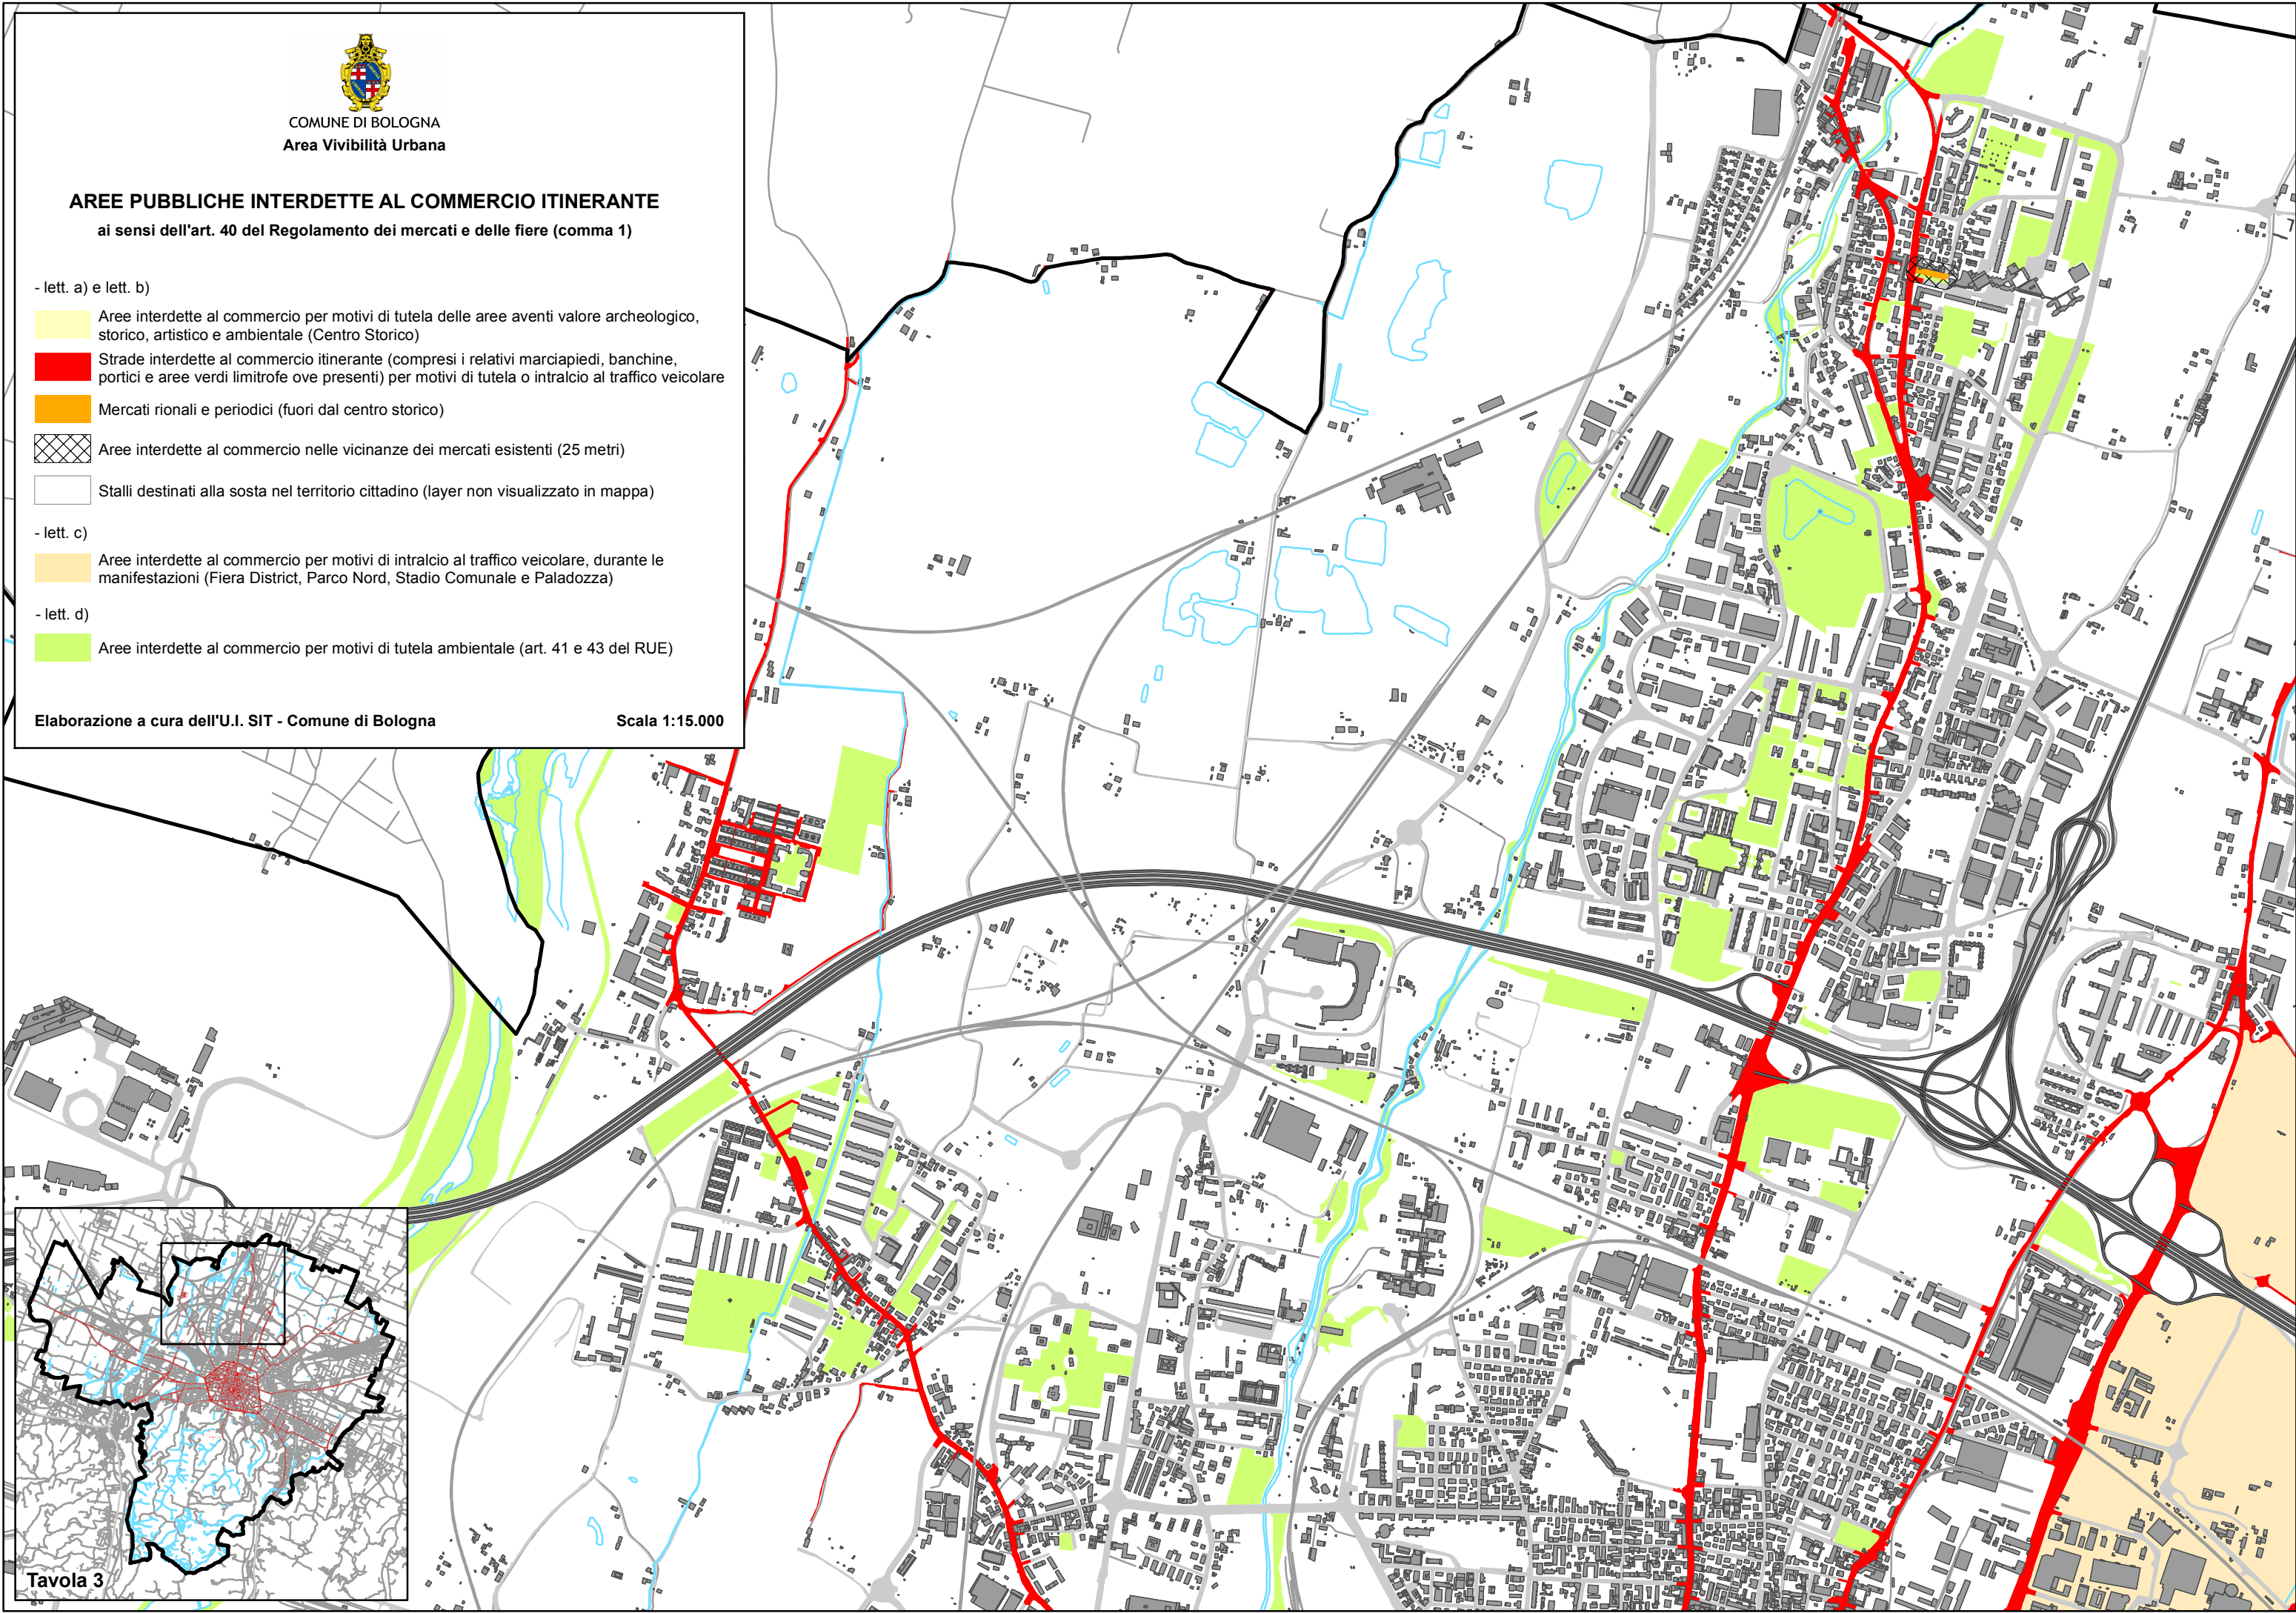 COMUNE DI BOLOGNA
Area Vivibilità Urbana
AREE PUBBLICHE INTERDETTE AL COMMERCIO ITINERANTE
ai sensi dell'art. 40 del Regolamento dei mercati e delle fiere (comma 1)
- lett. a) e lett. b)
Aree interdette al commercio per motivi di tutela delle aree aventi valore archeologico,
storico, artistico e ambientale (Centro Storico)
Strade interdette al commercio itinerante (compresi i relativi marciapiedi, banchine,
portici e aree verdi limitrofe ove presenti) per motivi di tutela o intralcio al traffico veicolare
Mercati rionali e periodici (fuori dal centro storico)
Aree interdette al commercio nelle vicinanze dei mercati esistenti (25 metri)
Stalli destinati alla sosta nel territorio cittadino (layer non visualizzato in mappa)
- lett. c)
Aree interdette al commercio per motivi di intralcio al traffico veicolare, durante le
manifestazioni (Fiera District, Parco Nord, Stadio Comunale e Paladozza)
- lett. d)
Aree interdette al commercio per motivi di tutela ambientale (art. 41 e 43 del RUE)
Elaborazione a cura dell'U.I. SIT - Comune di Bologna Scala 1:15.000
Tavola 3